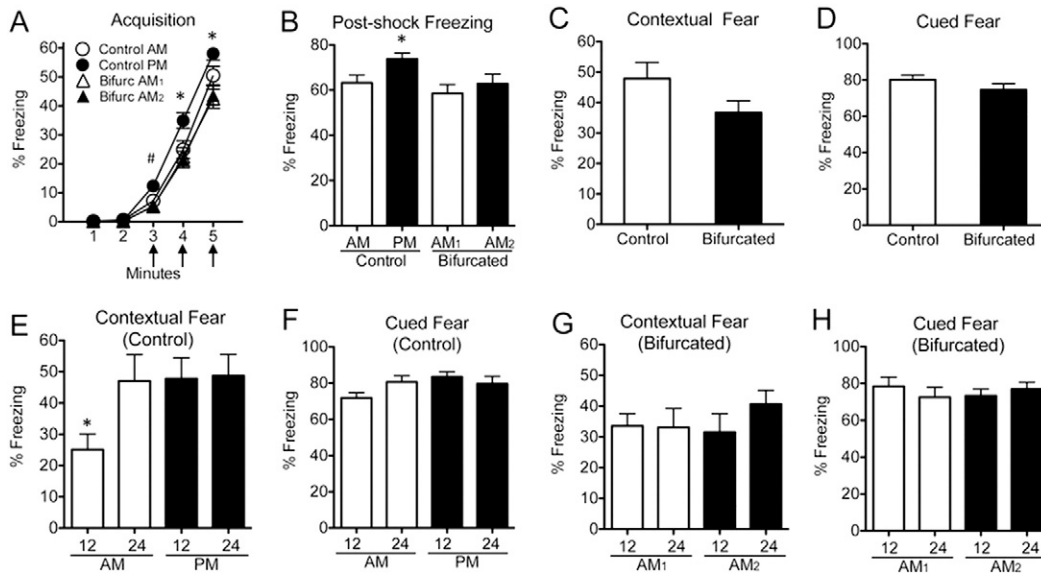 A
Acquisition
% Freezing
60
50
40
30
20
10
0
Control AM
Control PM
Bifurc AM1
Bifurc AM2
#
*
*
1 2 3 4 5
Minutes
B
Post-shock Freezing
% Freezing
80
60
40
20
0
*
AM PM AM1 AM2
Control Bifurcated
C
Contextual Fear
% Freezing
60
50
40
30
20
10
0
Control Bifurcated
D
Cued Fear
% Freezing
100
80
60
40
20
0
Control Bifurcated
E
Contextual Fear
(Control)
% Freezing
60
50
40
30
20
10
0
*
12 24 12 24
AM PM
F
Cued Fear
(Control)
% Freezing
100
80
60
40
20
0
12 24 12 24
AM PM
G
Contextual Fear
(Bifurcated)
% Freezing
60
50
40
30
20
10
0
12 24 12 24
AM1 AM2
H
Cued Fear
(Bifurcated)
% Freezing
100
80
60
40
20
0
12 24 12 24
AM1 AM2